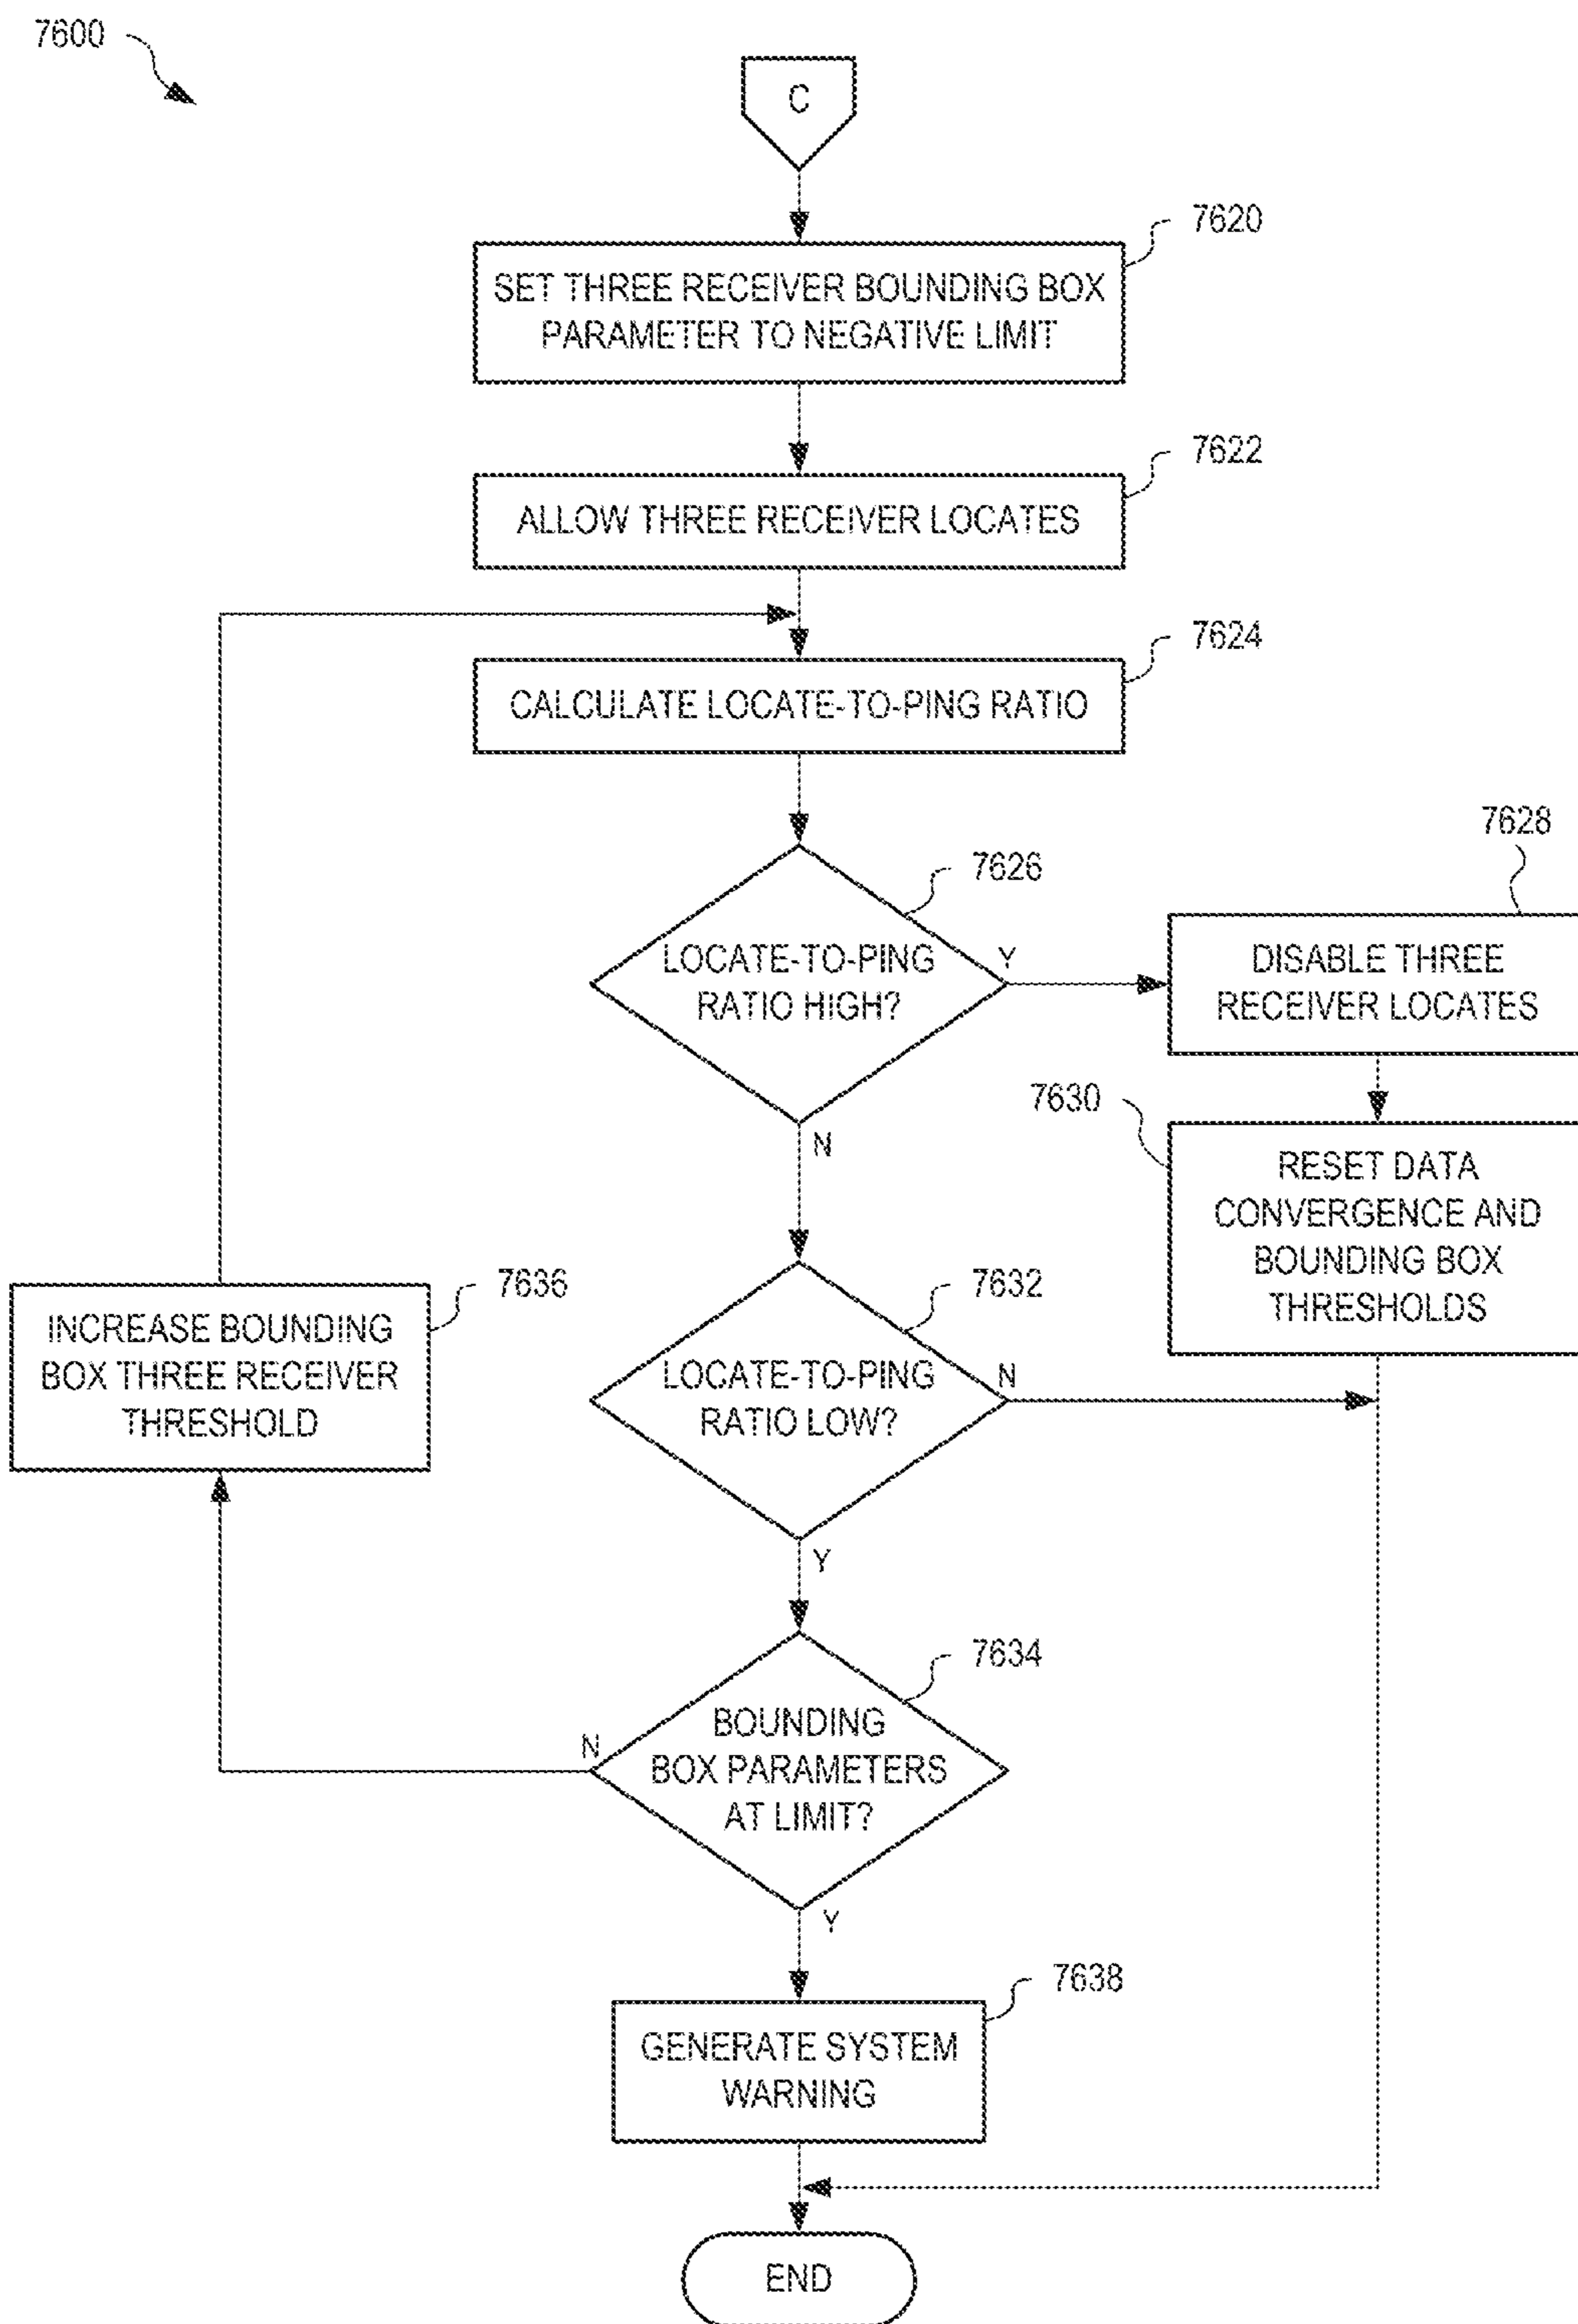 7600
C
7620
SET THREE RECEIVER BOUNDING BOX
PARAMETER TO NEGATIVE LIMIT
7622
ALLOW THREE RECEIVER LOCATES
7624
CALCULATE LOCATE-TO-PING RATIO
7626
LOCATE-TO-PING
RATIO HIGH?
Y
N
7628
DISABLE THREE
RECEIVER LOCATES
7630
RESET DATA
CONVERGENCE AND
BOUNDING BOX
THRESHOLDS
7632
LOCATE-TO-PING
RATIO LOW?
N
Y
7636
INCREASE BOUNDING
BOX THREE RECEIVER
THRESHOLD
7634
BOUNDING
BOX PARAMETERS
AT LIMIT?
N
Y
7638
GENERATE SYSTEM
WARNING
END